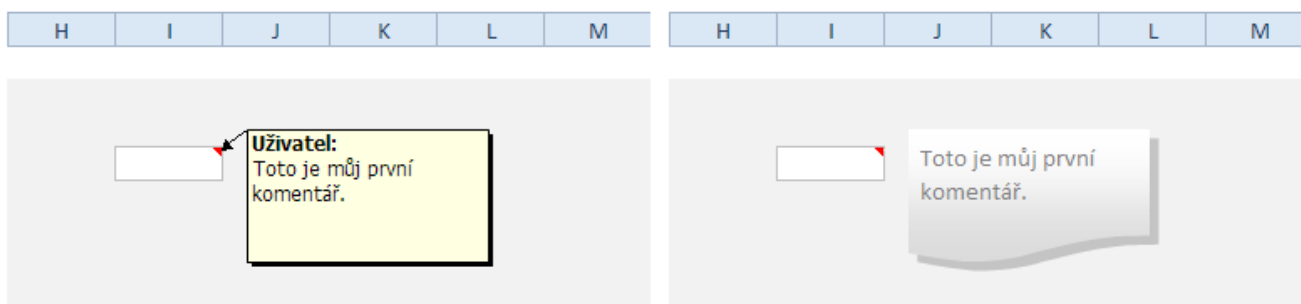 H I J K L M
H I J K L M
Uživatel:
Toto je můj první
komentář.
Toto je můj první
komentář.